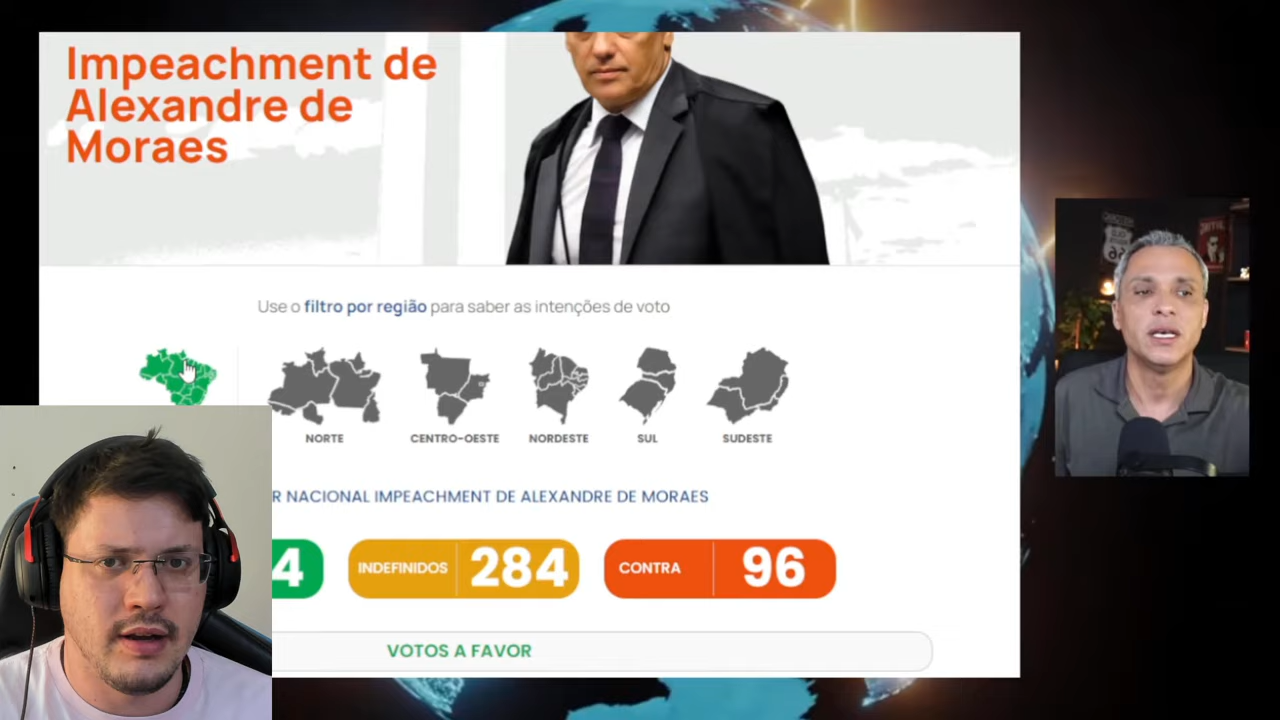 Impeachment de
Alexandre de
Moraes
Use o filtro por região para saber as intenções de voto
NORTE
CENTRO-OESTE
NORDESTE
SUL
SUDESTE
R NACIONAL IMPEACHMENT DE ALEXANDRE DE MORAES
4
INDEFINIDOS 284
CONTRA 96
VOTOS A FAVOR